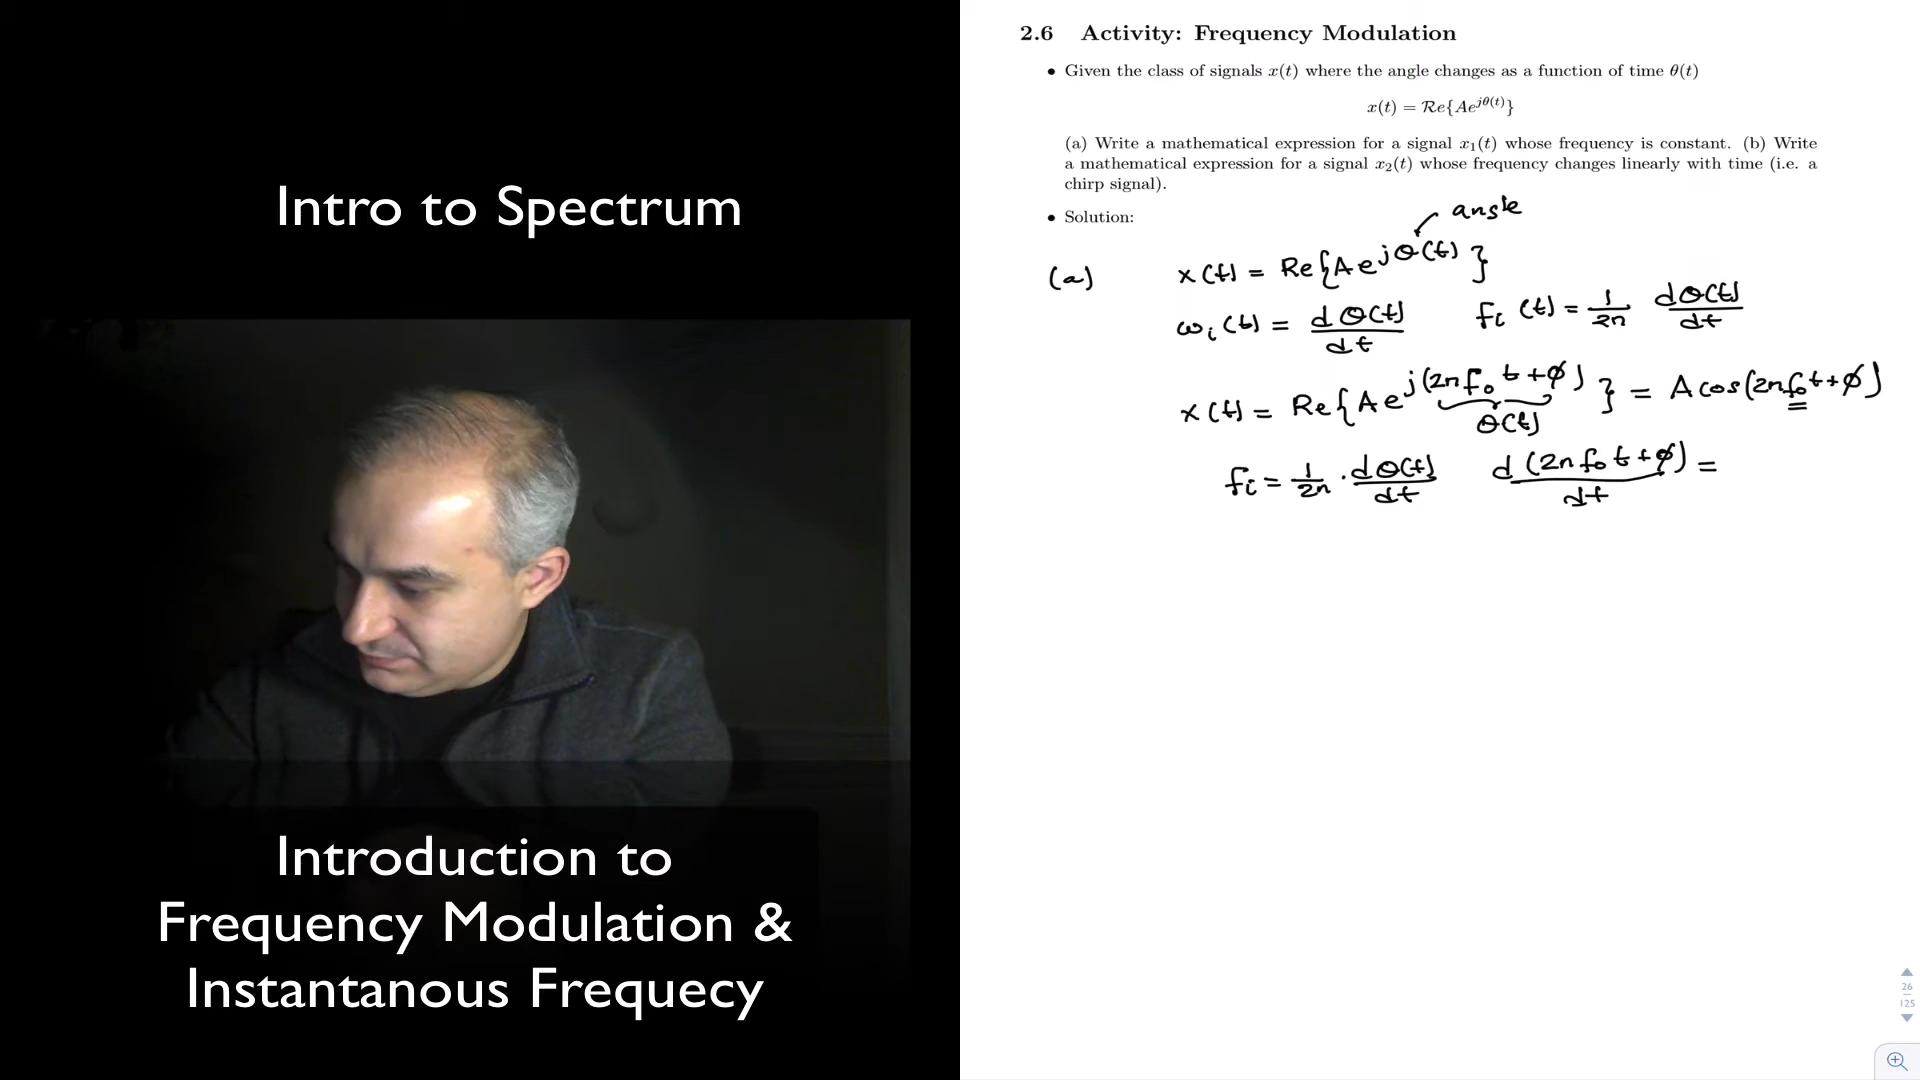 Intro to Spectrum
Introduction to
Frequency Modulation &
Instantanous Frequecy
2.6 Activity: Frequency Modulation
• Given the class of signals x(t) where the angle changes as a function of time θ(t)
x(t) = Re{Ae^{jθ(t)}}
(a) Write a mathematical expression for a signal x₁(t) whose frequency is constant. (b) Write
a mathematical expression for a signal x₂(t) whose frequency changes linearly with time (i.e. a
chirp signal).
• Solution:
angle
(a) x(t) = Re{Ae^{jθ(t)}}
ω_i(t) = dθ(t)/dt f_i(t) = 1/2π dθ(t)/dt
x(t) = Re{Ae^{j(2πf₀t+ϕ)}} = A cos(2πf₀t+ϕ)
θ(t)
f_i = 1/2π · dθ(t)/dt d(2πf₀t+ϕ)/dt =
26
125